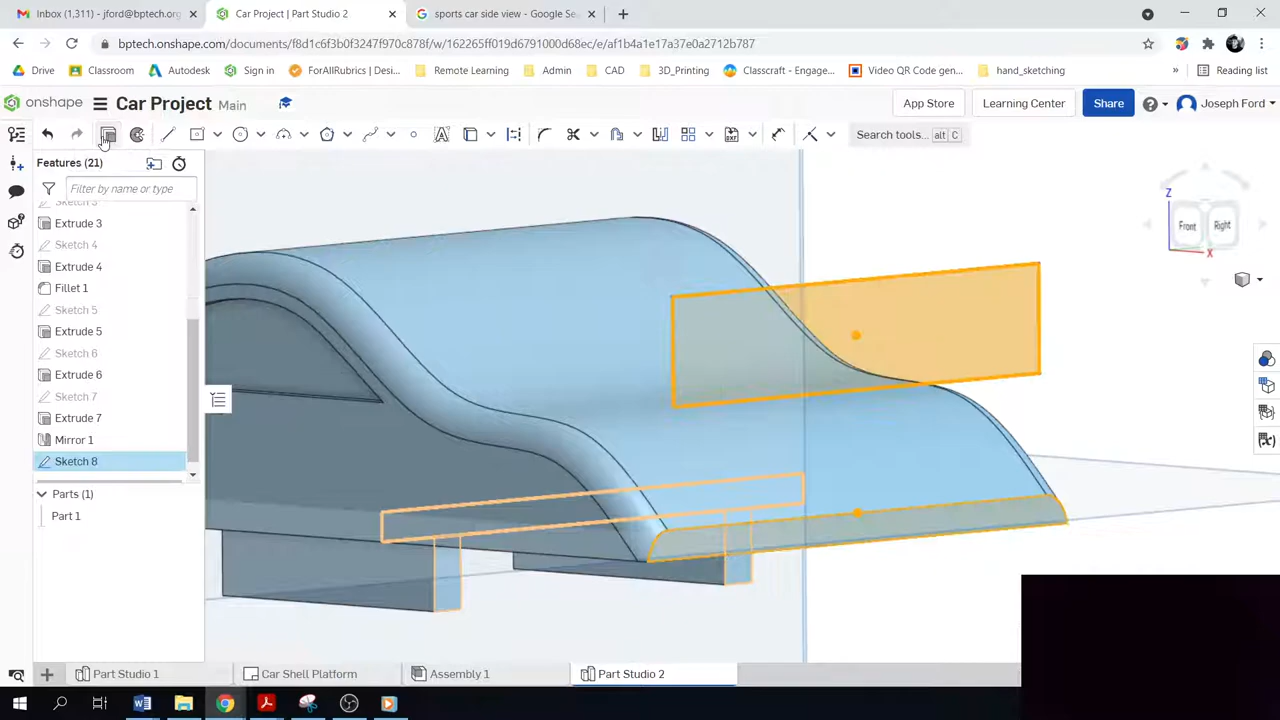 Inbox (1,311) - jford@bptech.org
Car Project | Part Studio 2
sports car side view - Google Se
bptech.onshape.com/documents/f8d1c6f3b0f3247f970c878f/w/162265ff019d6791000d68ec/e/af1b4a1e17a37e0a2712b787
Drive
Classroom
Autodesk
Sign in
ForAllRubrics | Desi...
Remote Learning
Admin
CAD
3D_Printing
Classcraft - Engage...
Video QR Code gen...
hand_sketching
»
Reading list
onshape
Car Project Main
App Store
Learning Center
Share
Joseph Ford
Search tools... alt C
Features (21)
Filter by name or type
Sketch 3
Extrude 3
Sketch 4
Extrude 4
Fillet 1
Sketch 5
Extrude 5
Sketch 6
Extrude 6
Sketch 7
Extrude 7
Mirror 1
Sketch 8
Parts (1)
Part 1
Z
Front
Right
X
Part Studio 1
Car Shell Platform
Assembly 1
Part Studio 2